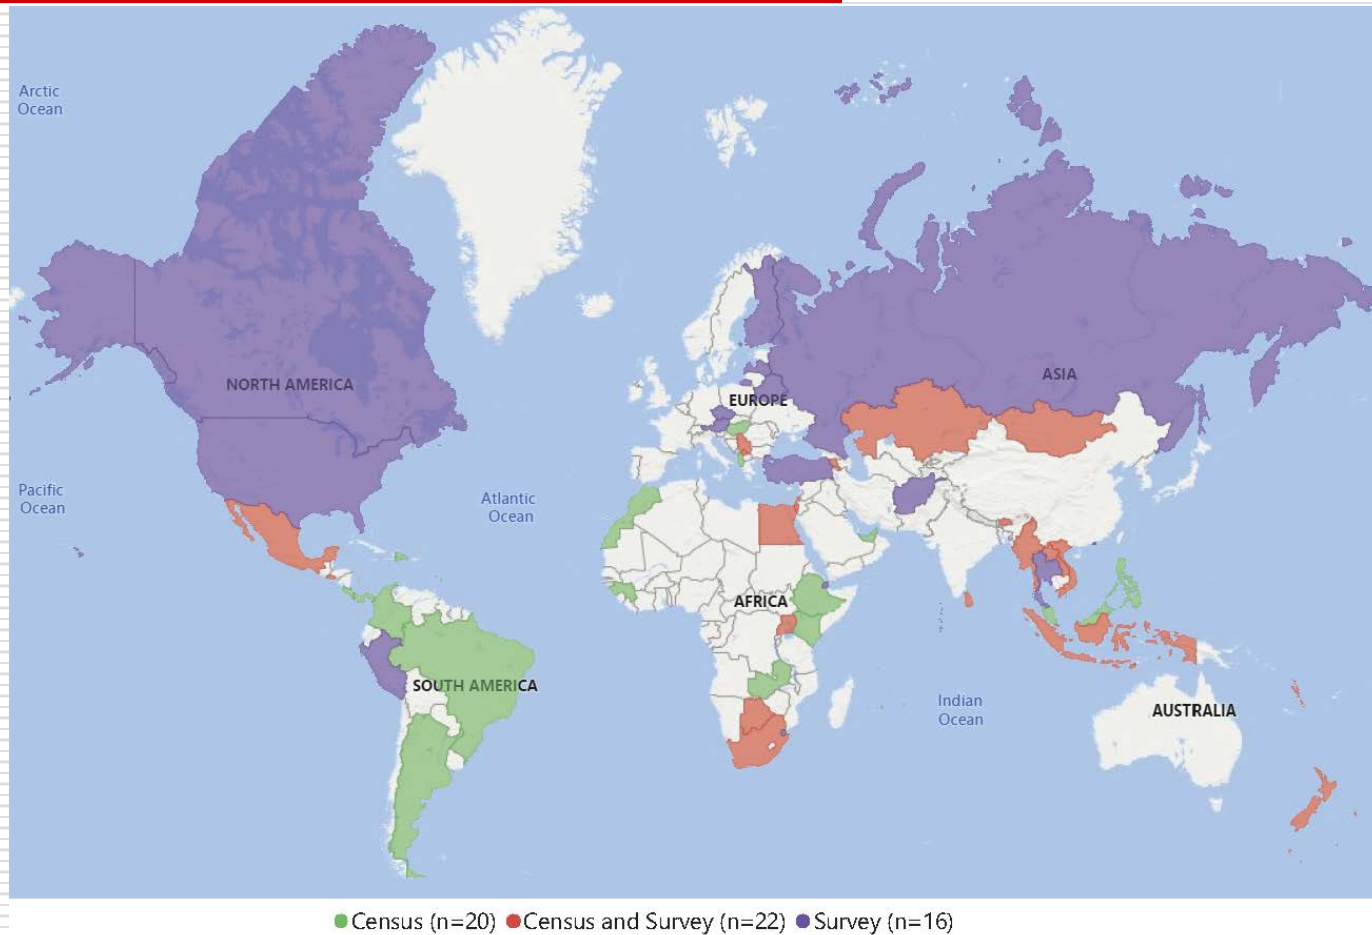 Arctic
Ocean
NORTH AMERICA
ASIA
EUROPE
Pacific
Ocean
Atlantic
Ocean
AFRICA
SOUTH AMERICA
Indian
Ocean
AUSTRALIA
Census (n=20) Census and Survey (n=22) Survey (n=16)